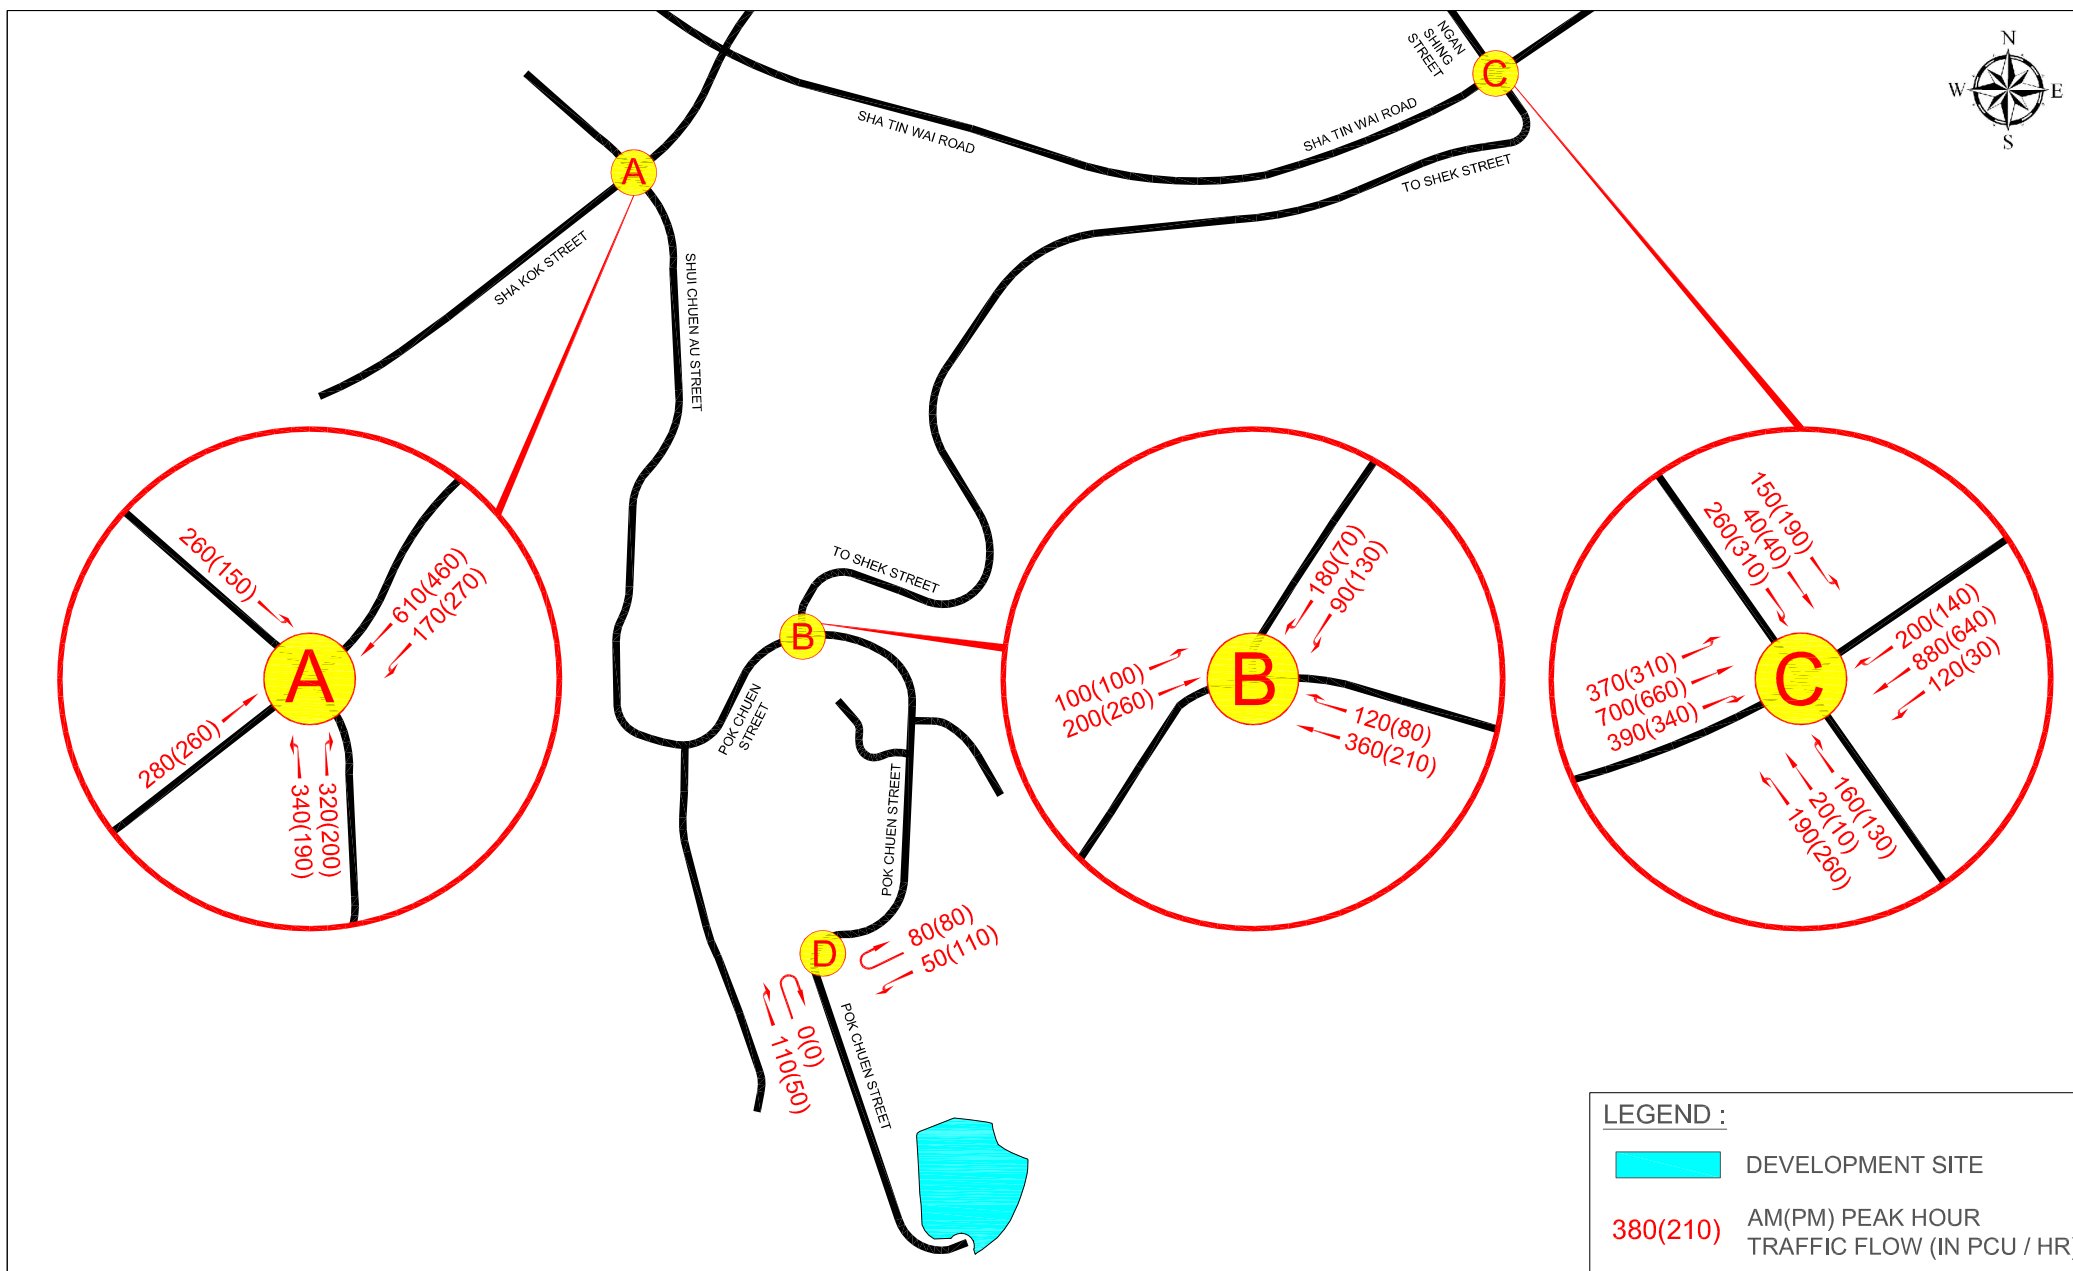 NGAN
SHING
STREET
C
N
W
E
S
SHA TIN WAI ROAD
SHA TIN WAI ROAD
TO SHEK STREET
A
SHA KOK STREET
SHUI CHUEN AU STREET
260(150)
610(460)
170(270)
A
280(260)
320(200)
340(190)
TO SHEK STREET
B
POK CHUEN
STREET
POK CHUEN STREET
180(70)
90(130)
100(100)
200(260)
B
120(80)
360(210)
150(190)
40(40)
260(310)
200(140)
880(640)
120(30)
370(310)
700(660)
390(340)
C
160(130)
20(10)
190(260)
D
80(80)
50(110)
0(0)
110(50)
POK CHUEN STREET
LEGEND :
DEVELOPMENT SITE
380(210)
AM(PM) PEAK HOUR
TRAFFIC FLOW (IN PCU / HR)